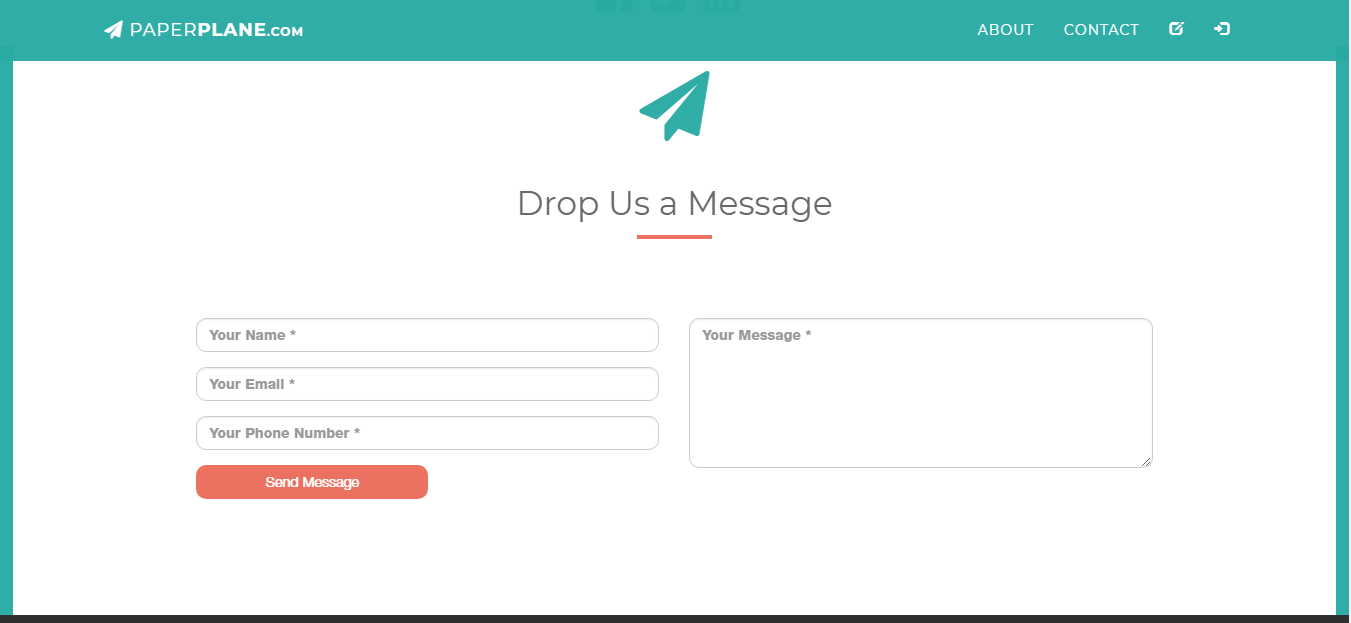 PAPERPLANE.COM
ABOUT
CONTACT
Drop Us a Message
Your Name *
Your Message *
Your Email *
Your Phone Number *
Send Message